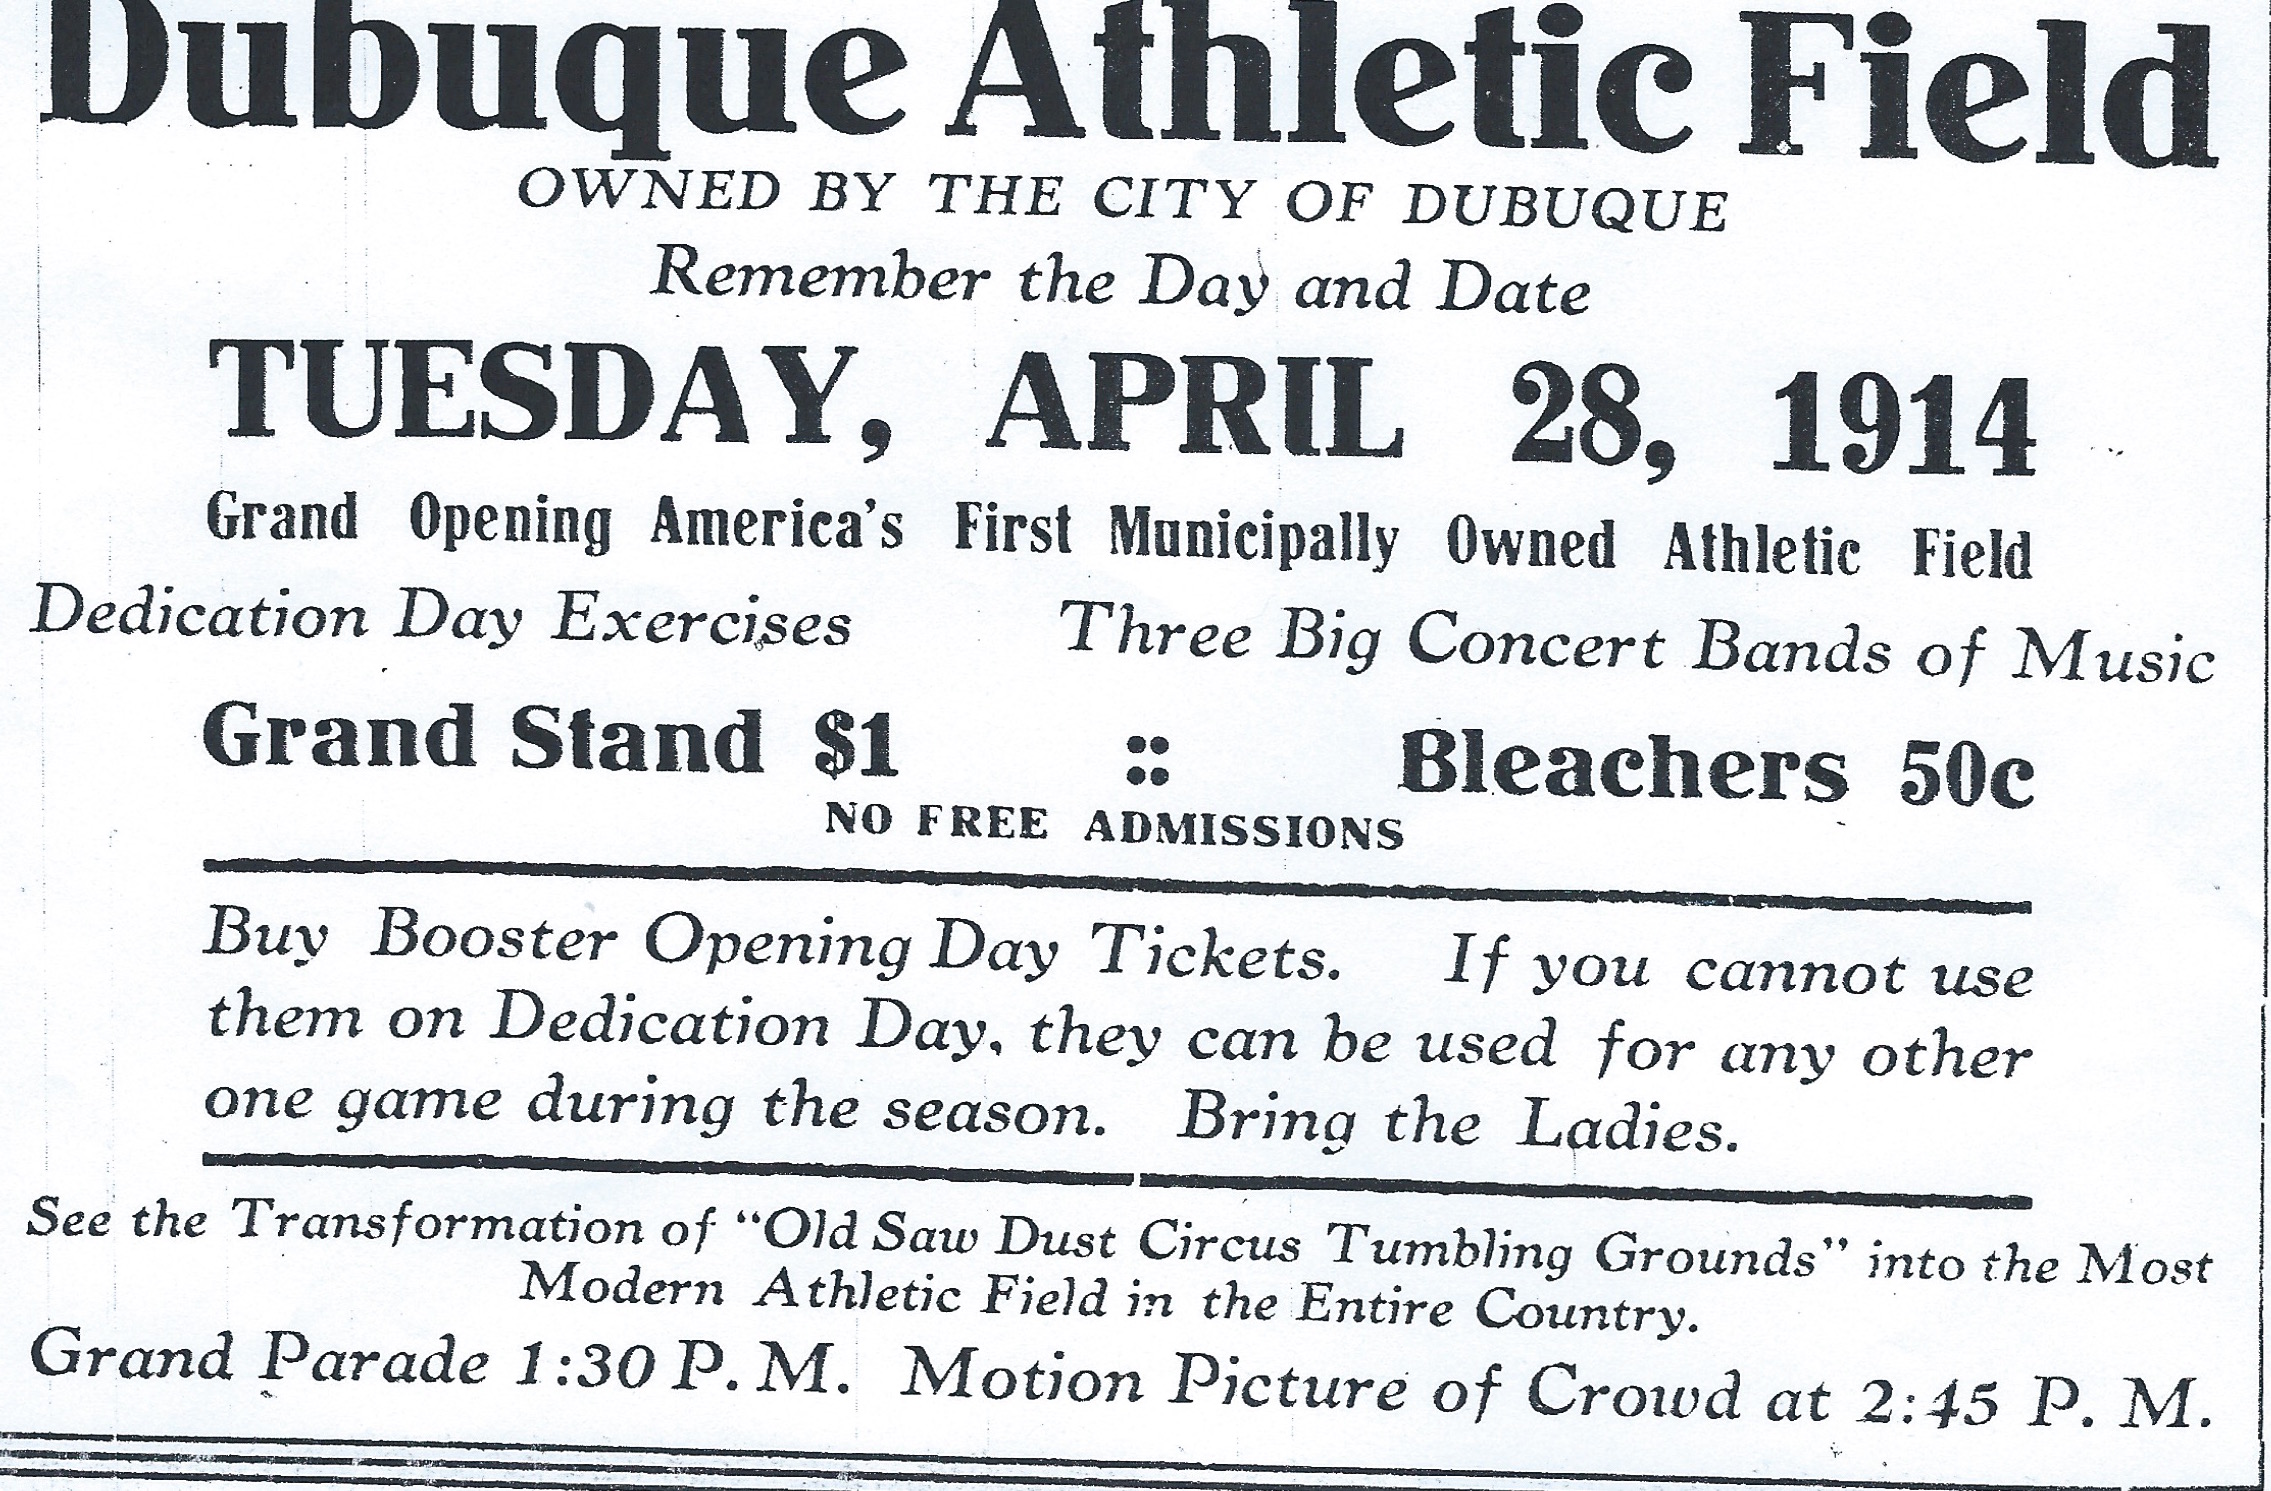 Dubuque Athletic Field
OWNED BY THE CITY OF DUBUQUE
Remember the Day and Date
TUESDAY, APRIL 28, 1914
Grand Opening America's First Municipally Owned Athletic Field
Dedication Day Exercises Three Big Concert Bands of Music
Grand Stand $1 :: Bleachers 50c
NO FREE ADMISSIONS
Buy Booster Opening Day Tickets. If you cannot use
them on Dedication Day, they can be used for any other
one game during the season. Bring the Ladies.
See the Transformation of “Old Saw Dust Circus Tumbling Grounds” into the Most
Modern Athletic Field in the Entire Country.
Grand Parade 1:30 P. M. Motion Picture of Crowd at 2:45 P. M.